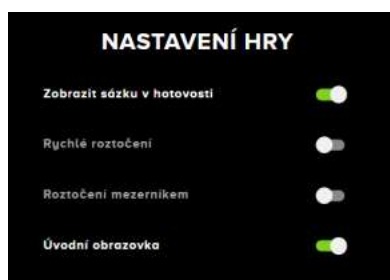 NASTAVENÍ HRY
Zobrazit sázku v hotovosti
Rychlé roztočení
Roztočení mezerníkem
Úvodní obrazovka